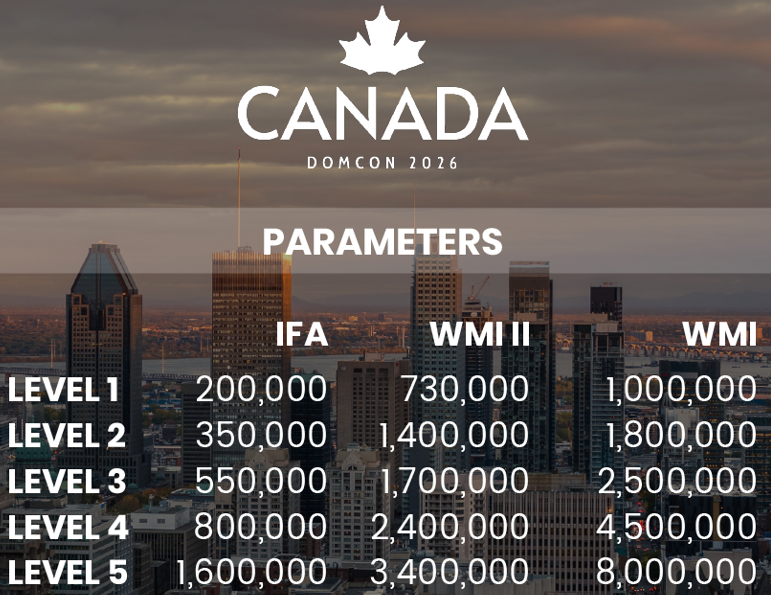 CANADA
DOMCON 2026
PARAMETERS
IFA WMI II WMI
LEVEL 1 200,000 730,000 1,000,000
LEVEL 2 350,000 1,400,000 1,800,000
LEVEL 3 550,000 1,700,000 2,500,000
LEVEL 4 800,000 2,400,000 4,500,000
LEVEL 5 1,600,000 3,400,000 8,000,000